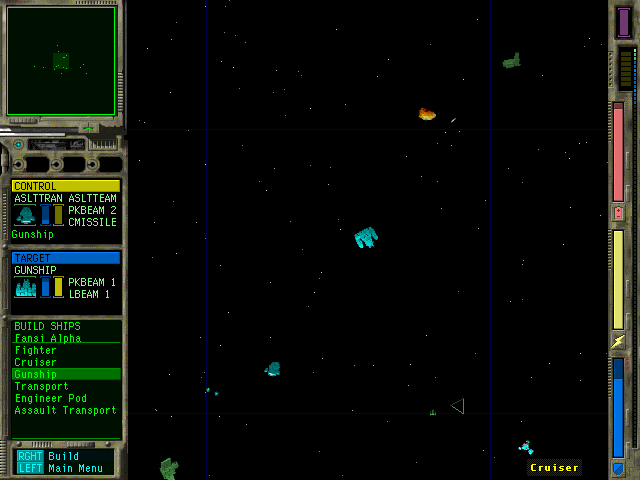 CONTROL
ASLTTRAN ASLTTEAM
PKBEAM 2
CMISSILE
Gunship
TARGET
GUNSHIP
PKBEAM 1
LBEAM 1
BUILD SHIPS
Fansi Alpha
Fighter
Cruiser
Gunship
Transport
Engineer Pod
Assault Transport
RGHT Build
LEFT Main Menu
Cruiser